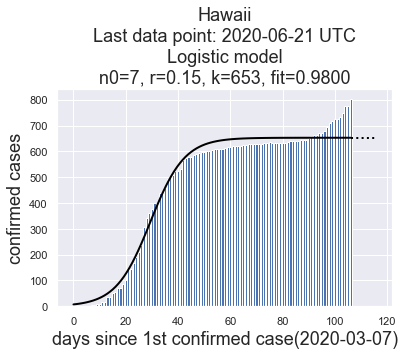 Hawaii
Last data point: 2020-06-21 UTC
Logistic model
n0=7, r=0.15, k=653, fit=0.9800
confirmed cases
800
700
600
500
400
300
200
100
0
0 20 40 60 80 100 120
days since 1st confirmed case(2020-03-07)